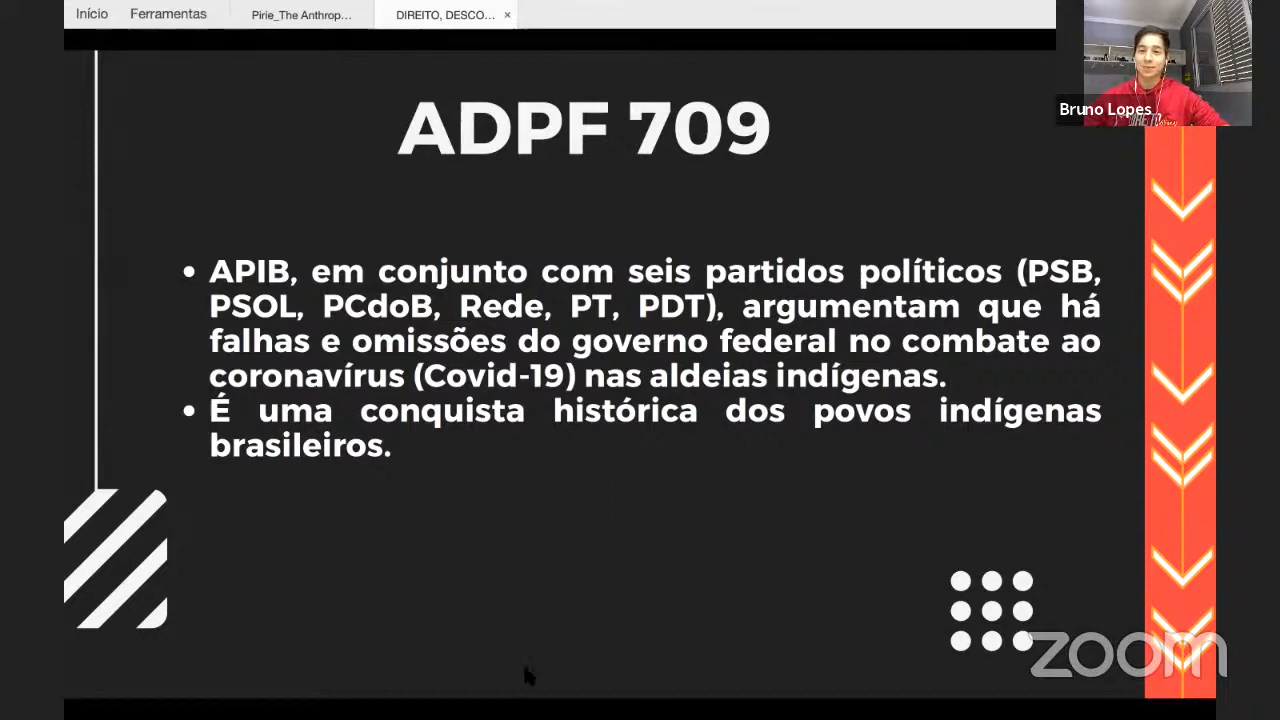 Início Ferramentas Pirie_The Anthrop... DIREITO, DESCO... ×
Bruno Lopes
ADPF 709
• APIB, em conjunto com seis partidos políticos (PSB,
PSOL, PCdoB, Rede, PT, PDT), argumentam que há
falhas e omissões do governo federal no combate ao
coronavírus (Covid-19) nas aldeias indígenas.
• É uma conquista histórica dos povos indígenas
brasileiros.
zoom